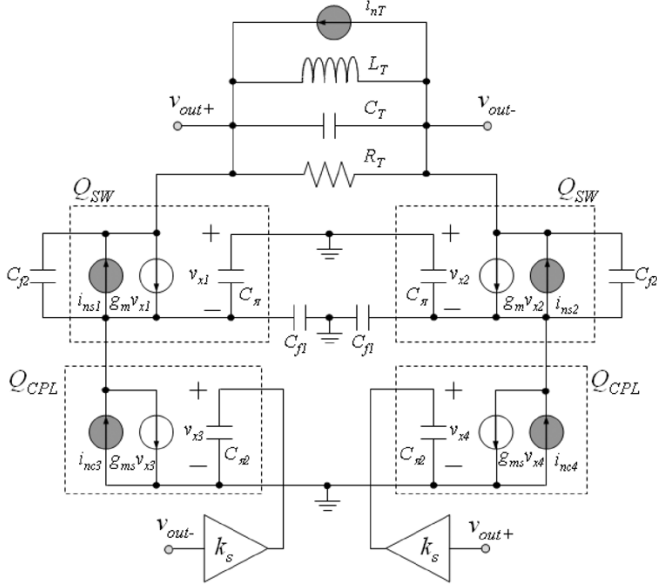 i_nT
L_T
v_out+ C_T v_out-
R_T
Q_SW Q_SW
C_f2 i_ns1 g_m v_x1 + v_x1 − C_π + v_x2 − C_π g_m v_x2 i_ns2 C_f2
C_f1 C_f1
Q_CPL Q_CPL
i_nc3 g_ms v_x3 + v_x3 − C_π2 + v_x4 − C_π2 g_ms v_x4 i_nc4
v_out- k_s k_s v_out+